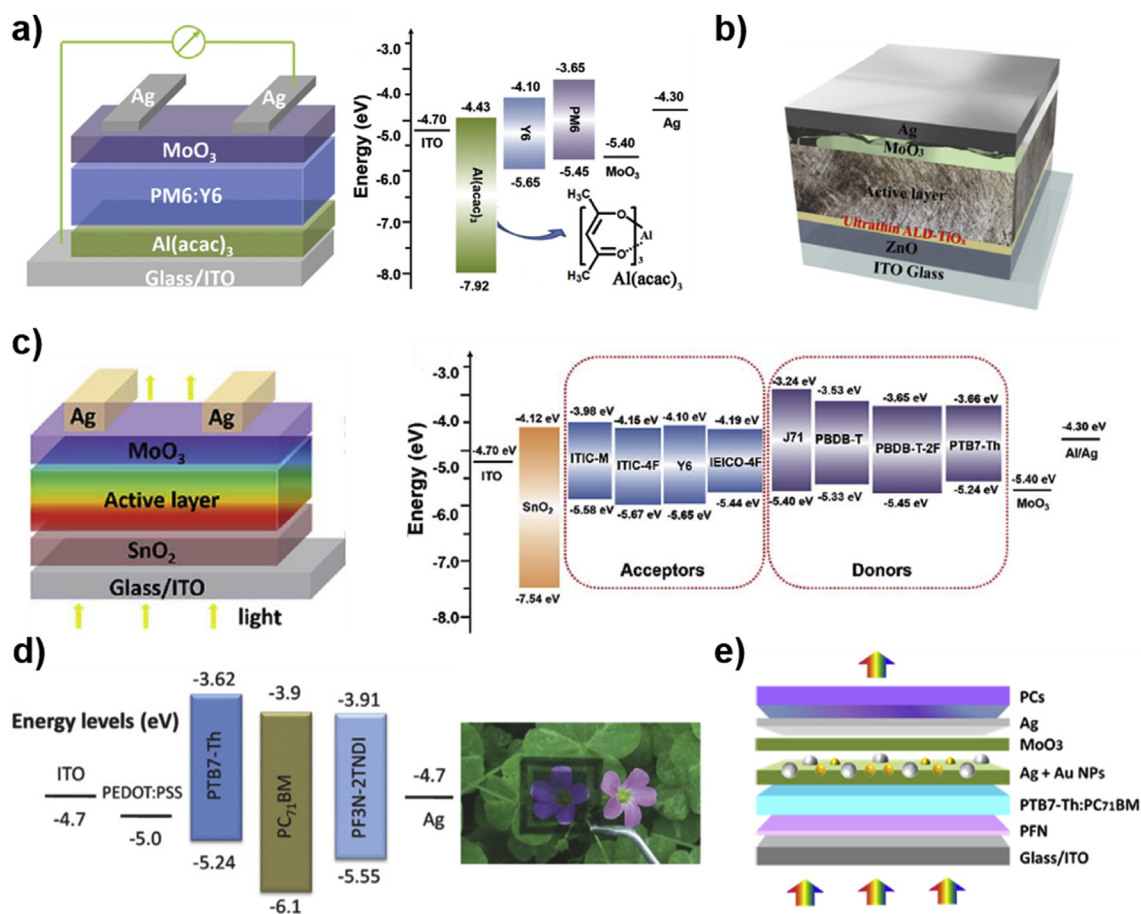 a)
Ag
Ag
MoO₃
PM6:Y6
Al(acac)₃
Glass/ITO
Energy (eV)
-3.0
-4.0
-5.0
-6.0
-7.0
-8.0
-4.70
ITO
-4.43
Al(acac)₃
-7.92
-4.10
Y6
-5.65
-3.65
PM6
-5.45
-5.40
MoO₃
-4.30
Ag
H₃C
O
Al
O
H₃C
3
Al(acac)₃
b)
Ag
MoO₃
Active layer
Ultrathin ALD-TiOₓ
ZnO
ITO Glass
c)
Ag
Ag
MoO₃
Active layer
SnO₂
Glass/ITO
light
Energy (eV)
-3.0
-4.0
-5.0
-6.0
-7.0
-8.0
-4.70 eV
ITO
-4.12 eV
SnO₂
-7.54 eV
-3.98 eV
ITIC-M
-5.58 eV
-4.15 eV
ITIC-4F
-5.67 eV
-4.10 eV
Y6
-5.65 eV
-4.19 eV
IEICO-4F
-5.44 eV
Acceptors
-3.24 eV
J71
-5.40 eV
-3.53 eV
PBDB-T
-5.33 eV
-3.65 eV
PBDB-T-2F
-5.45 eV
-3.66 eV
PTB7-Th
-5.24 eV
Donors
-5.40 eV
MoO₃
-4.30 eV
Al/Ag
d)
Energy levels (eV)
ITO
-4.7
PEDOT:PSS
-5.0
-3.62
PTB7-Th
-5.24
-3.9
PC₇₁BM
-6.1
-3.91
PF3N-2TNDI
-5.55
-4.7
Ag
e)
PCs
Ag
MoO3
Ag + Au NPs
PTB7-Th:PC₇₁BM
PFN
Glass/ITO